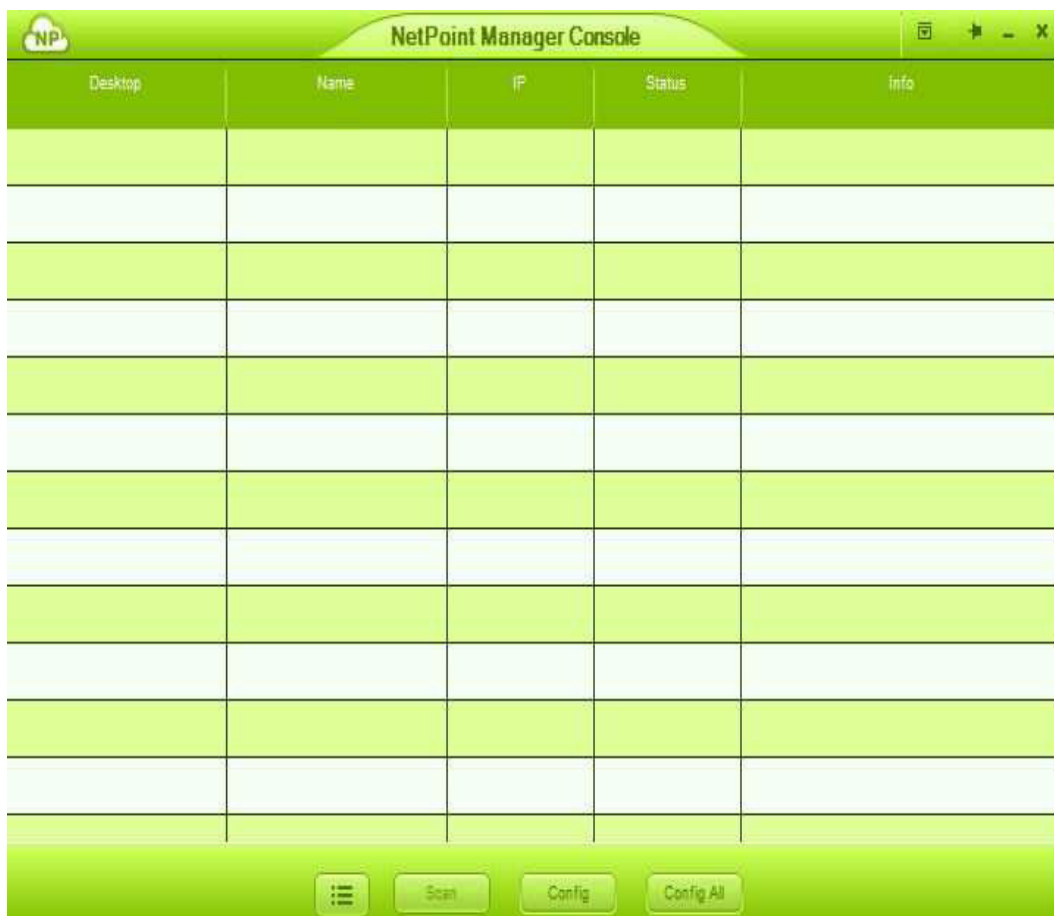 NP
NetPoint Manager Console
Desktop Name IP Status Info
Scan Config Config All